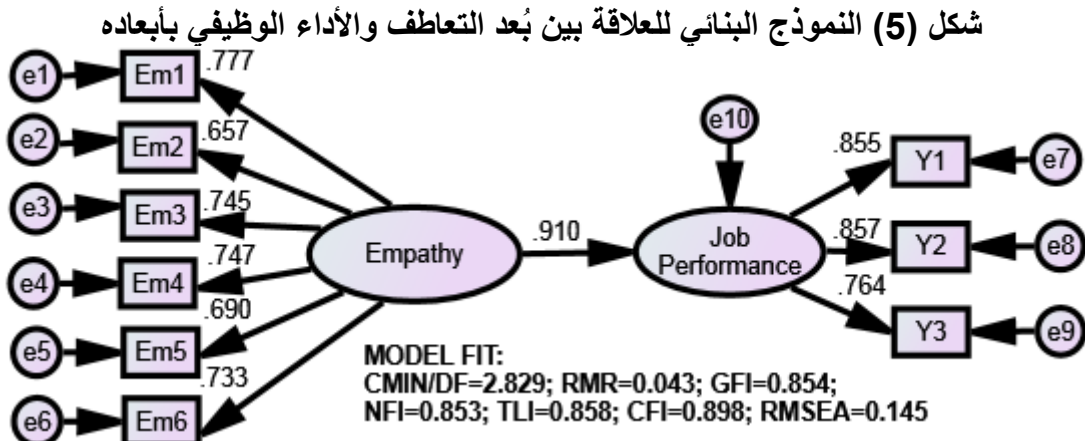 شكل (5) النموذج البنائي للعلاقة بين بُعد التعاطف والأداء الوظيفي بأبعاده
e1
Em1
.777
e2
Em2
.657
e3
Em3
.745
e4
Em4
.747
e5
Em5
.690
e6
Em6
.733
Empathy
.910
e10
Job
Performance
.855
Y1
e7
.857
Y2
e8
.764
Y3
e9
MODEL FIT:
CMIN/DF=2.829; RMR=0.043; GFI=0.854;
NFI=0.853; TLI=0.858; CFI=0.898; RMSEA=0.145